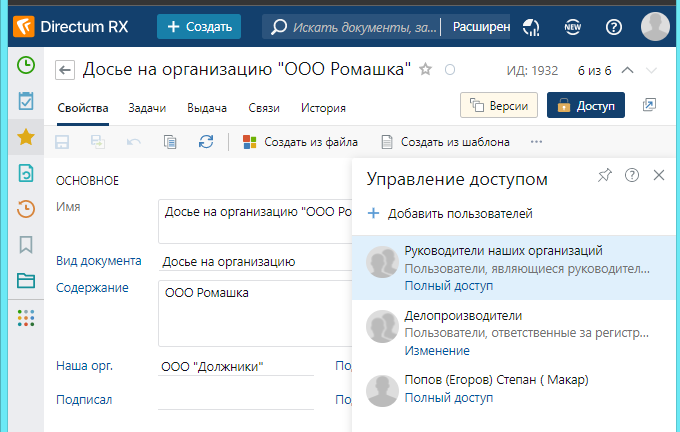 Directum RX
Создать
Искать документы, за...
Расширен
NEW
Досье на организацию "ООО Ромашка"
ИД: 1932
6 из 6
Свойства
Задачи
Выдача
Связи
История
Версии
Доступ
Создать из файла
Создать из шаблона
ОСНОВНОЕ
Имя
Досье на организацию "ООО Ро
Вид документа
Досье на организацию
Содержание
ООО Ромашка
Наша орг.
ООО "Должники"
Под
Подписал
Под
Управление доступом
Добавить пользователей
Руководители наших организаций
Пользователи, являющиеся руководител...
Полный доступ
Делопроизводители
Пользователи, ответственные за регистр...
Изменение
Попов (Егоров) Степан ( Макар)
Полный доступ